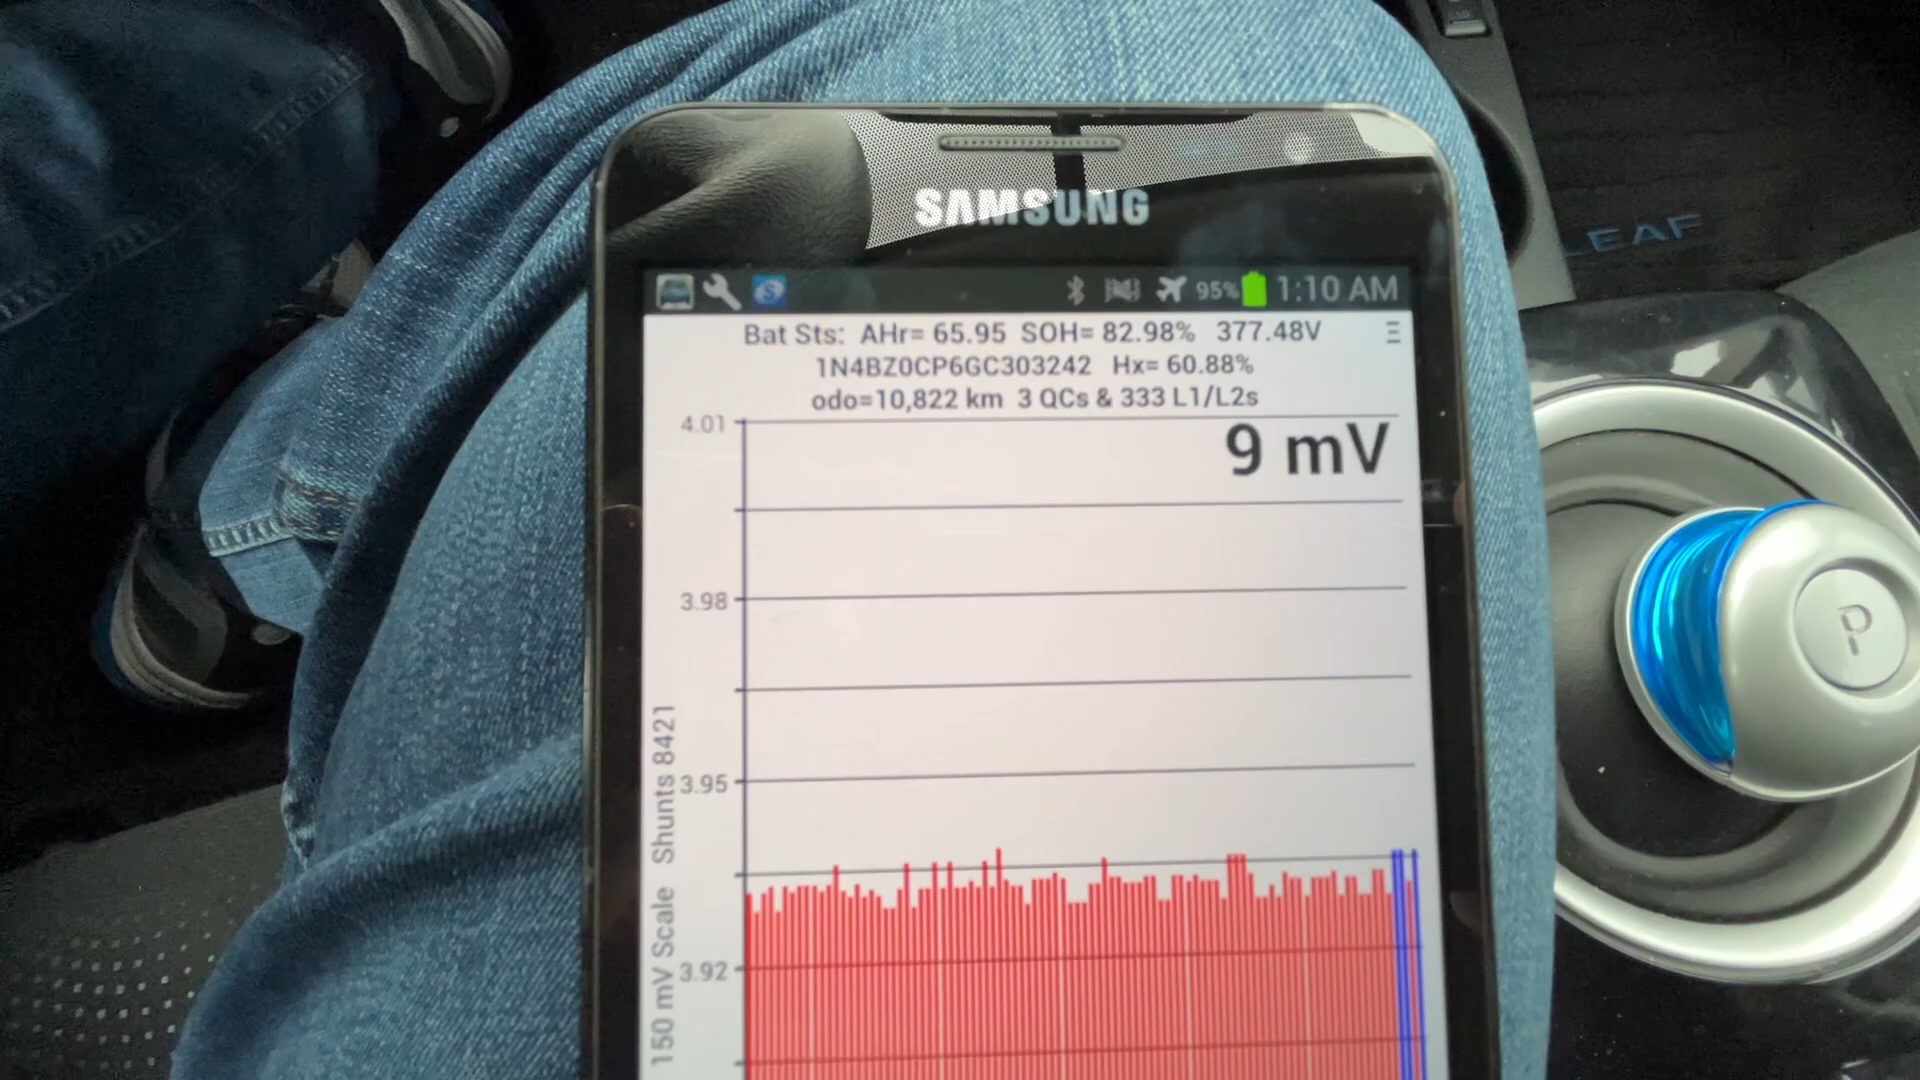 SAMSUNG
95% 1:10 AM
Bat Sts: AHr= 65.95 SOH= 82.98% 377.48V
1N4BZ0CP6GC303242 Hx= 60.88%
odo=10,822 km 3 QCs & 333 L1/L2s
9 mV
4.01
3.98
3.95
3.92
150 mV Scale Shunts 8421
LEAF
P